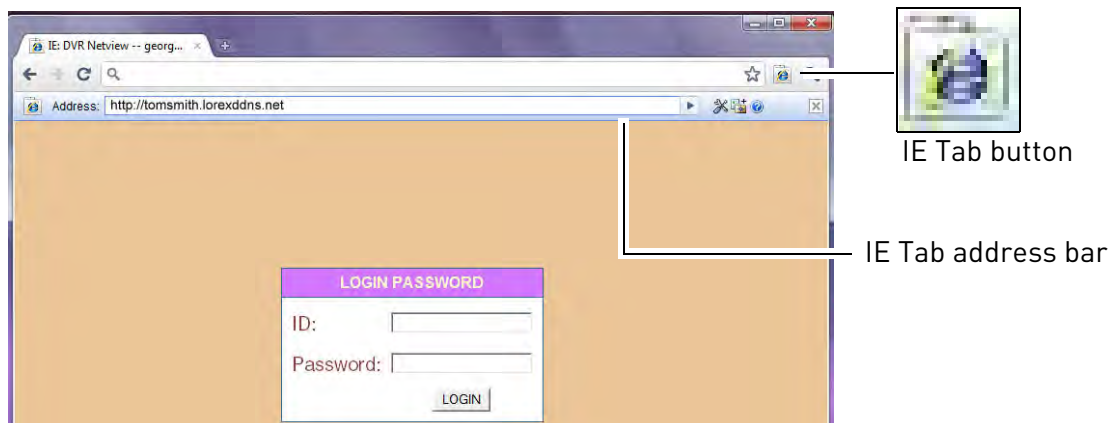 IE: DVR Netview -- georg...
Address: http://tomsmith.lorexddns.net
IE Tab button
IE Tab address bar
LOGIN PASSWORD
ID:
Password:
LOGIN